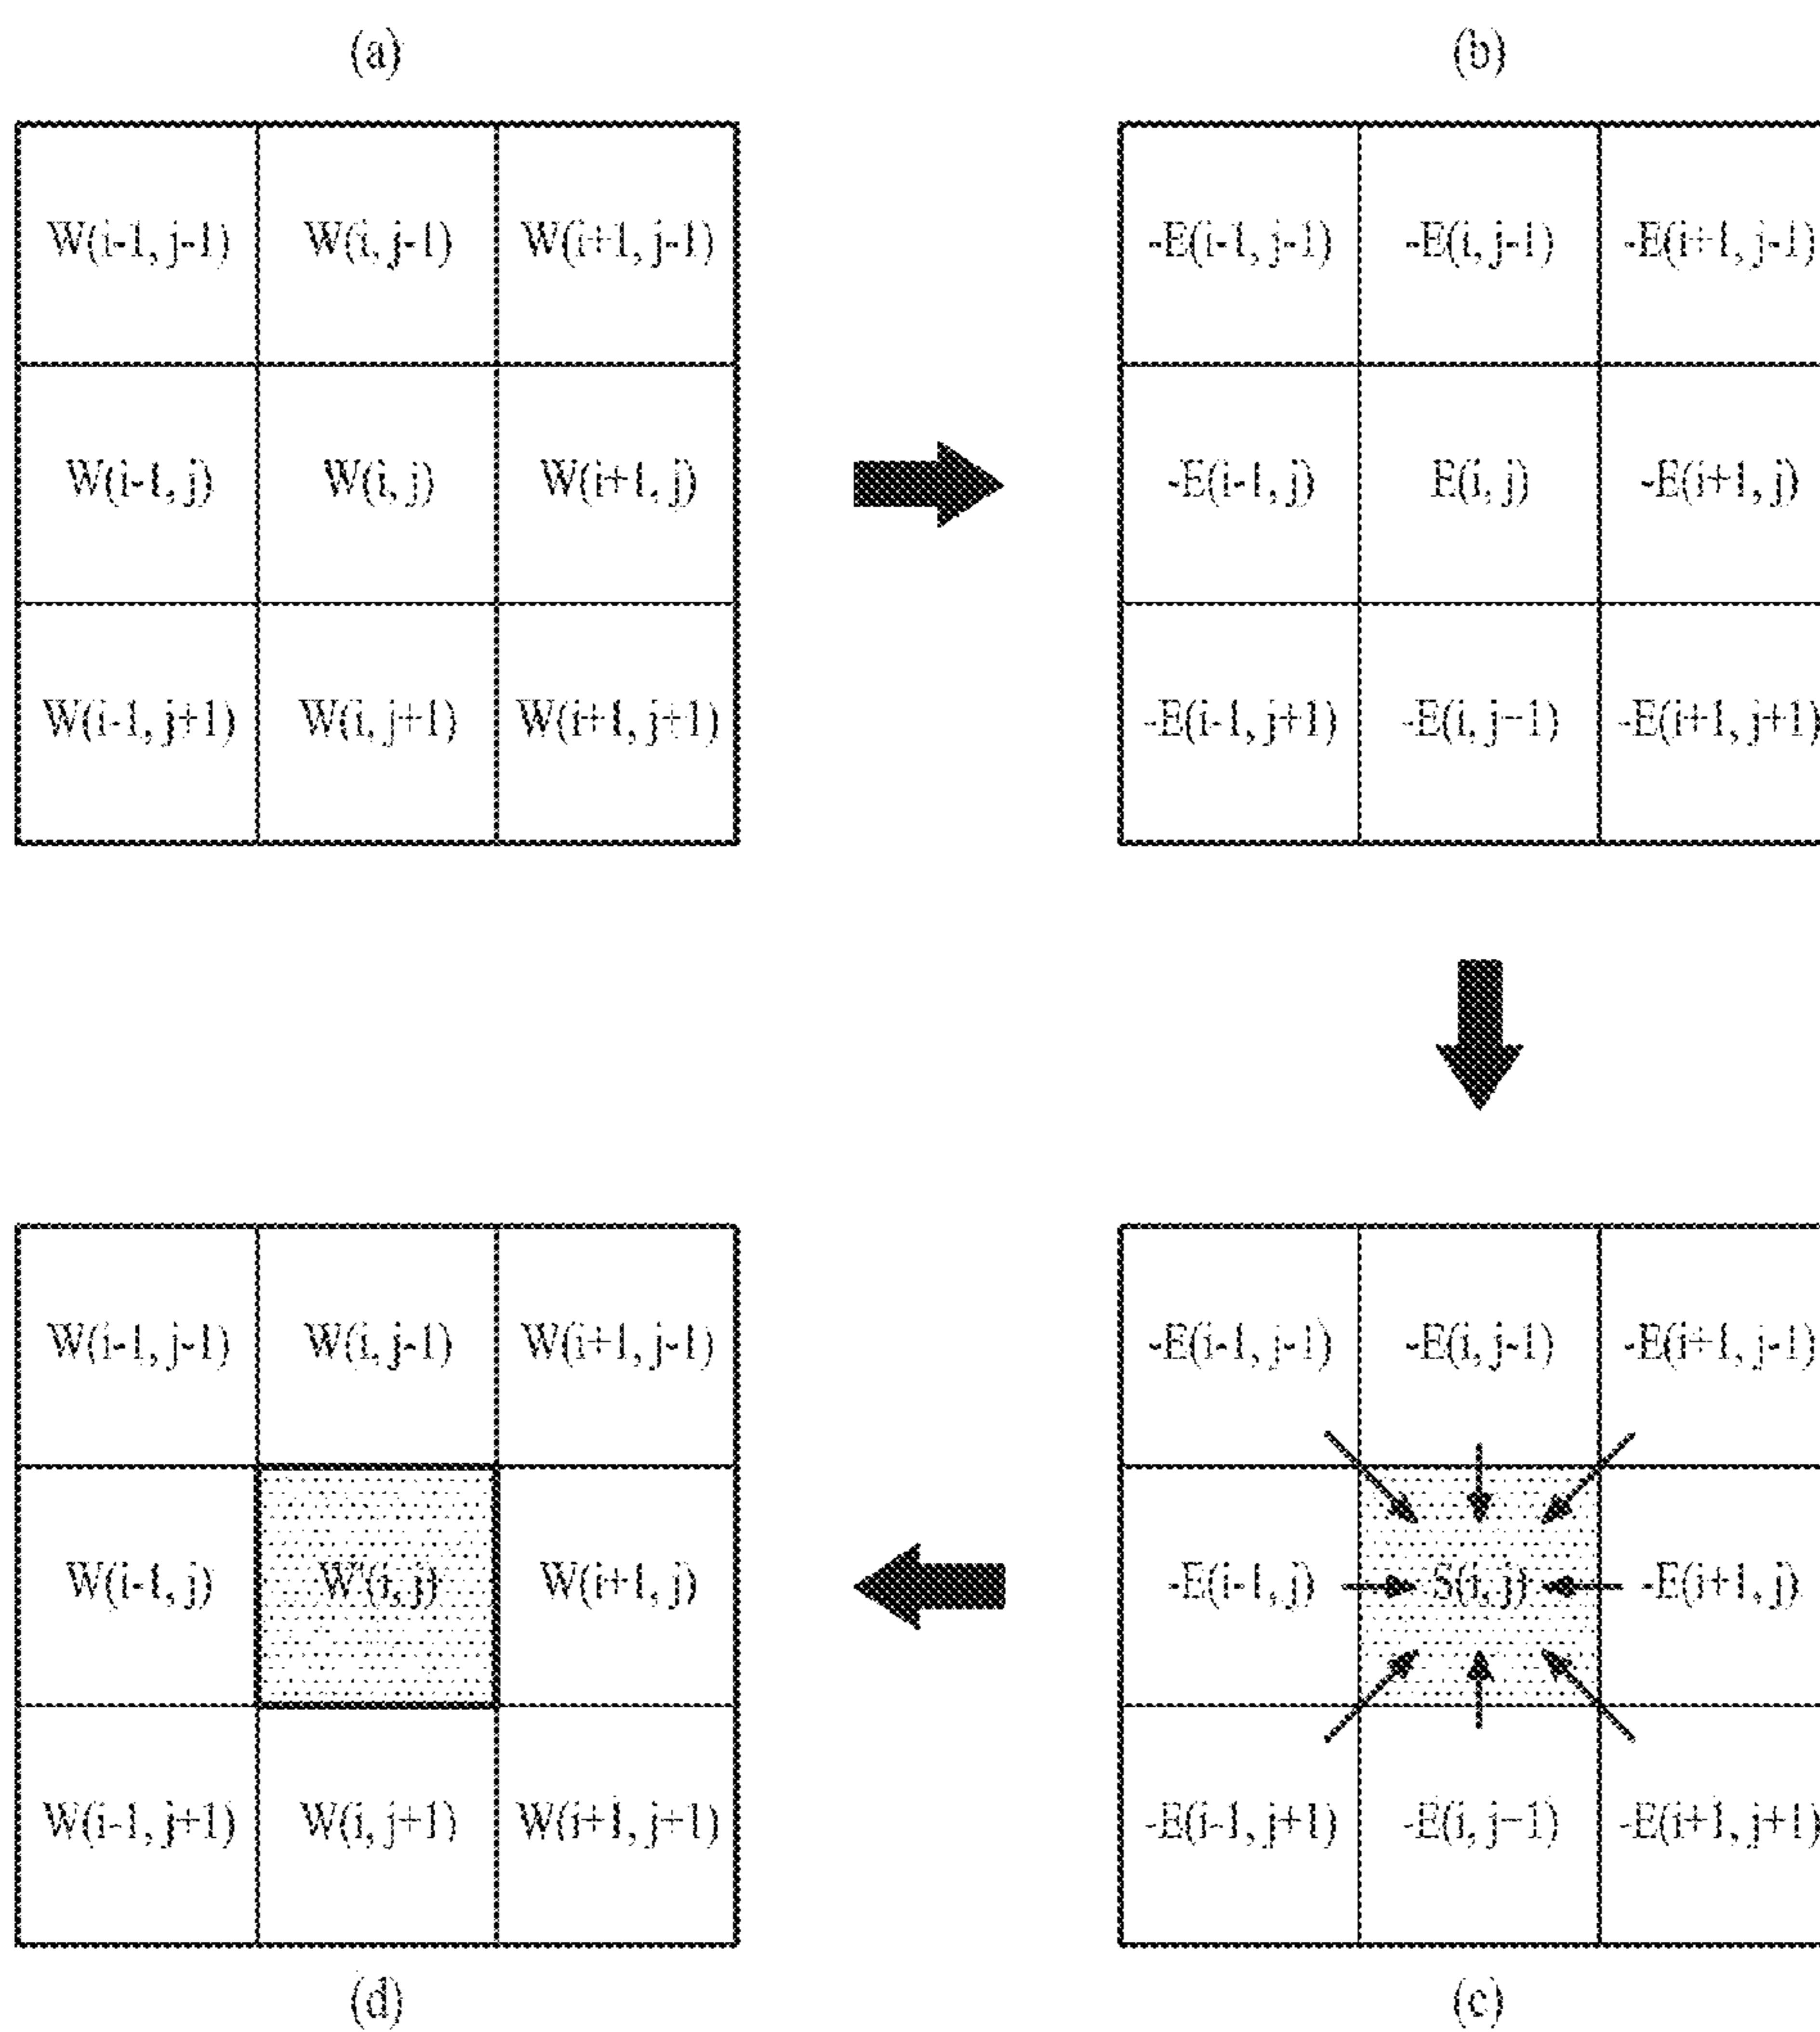 (a)
(b)
W(i-1, j-1) W(i, j-1) W(i+1, j-1)
-E(i-1, j-1) -E(i, j-1) -E(i+1, j-1)
W(i-1, j) W(i, j) W(i+1, j)
-E(i-1, j) E(i, j) -E(i+1, j)
W(i-1, j+1) W(i, j+1) W(i+1, j+1)
-E(i-1, j+1) -E(i, j+1) -E(i+1, j+1)
W(i-1, j-1) W(i, j-1) W(i+1, j-1)
-E(i-1, j-1) -E(i, j-1) -E(i+1, j-1)
W(i-1, j) W'(i, j) W(i+1, j)
-E(i-1, j) S(i, j) -E(i+1, j)
W(i-1, j+1) W(i, j+1) W(i+1, j+1)
-E(i-1, j+1) -E(i, j+1) -E(i+1, j+1)
(d)
(c)